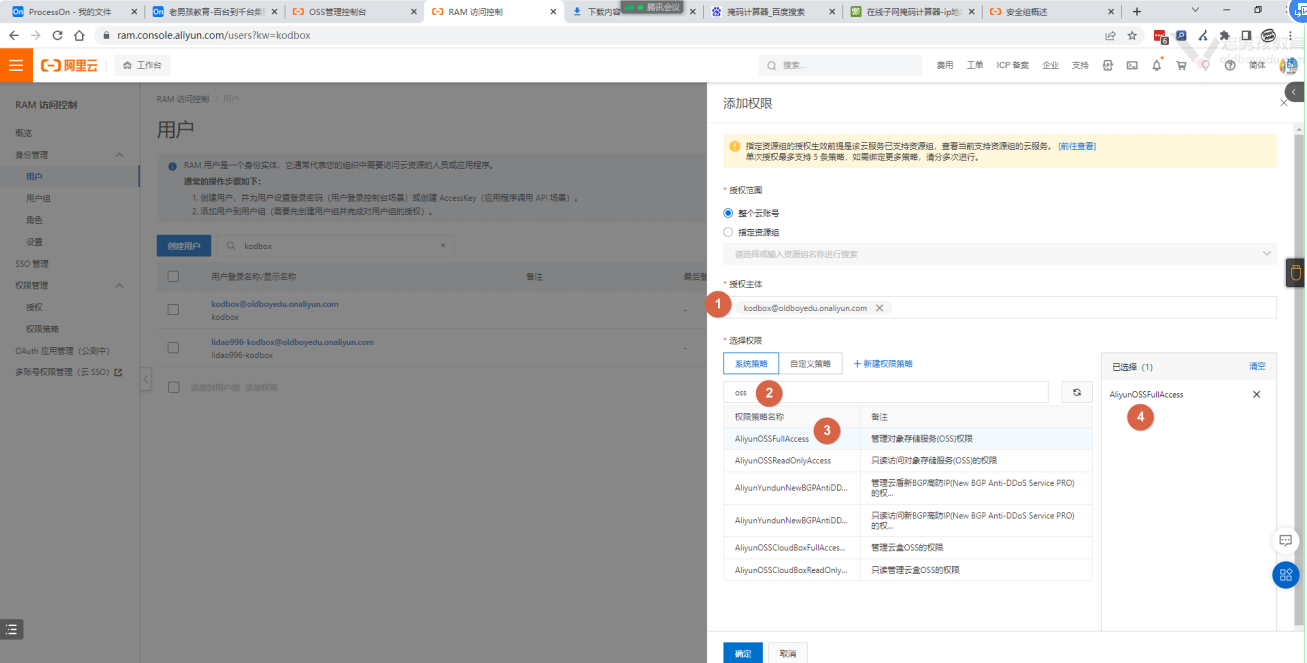 ProcessOn - 我的文件
老男孩教育-百台到千台集群
OSS管理控制台
RAM 访问控制
下载内容
腾讯会议
掩码计算器_百度搜索
在线子网掩码计算器-ip地
安全组概述
ram.console.aliyun.com/users?kw=kodbox
6
老男孩教育
oldboyedu.com
阿里云
工作台
搜索...
费用 工单 ICP 备案 企业 支持 简体
RAM 访问控制
概览
身份管理
用户
用户组
角色
设置
SSO 管理
权限管理
授权
权限策略
OAuth 应用管理（公测中）
多账号权限管理（云 SSO）
RAM 访问控制 / 用户
用户
RAM 用户是一个身份实体，它通常代表您的组织中需要访问云资源的人员或应用程序。
通常的操作步骤如下：
1. 创建用户，并为用户设置登录密码（用户登录控制台场景）或创建 AccessKey（应用程序调用 API 场景）。
2. 添加用户到用户组（需要先创建用户组并完成对用户组的授权）。
创建用户
kodbox
用户登录名称/显示名称 备注 最后登
kodbox@oldboyedu.onaliyun.com
kodbox
-
lidao996-kodbox@oldboyedu.onaliyun.com
lidao996-kodbox
-
添加到用户组 添加权限
添加权限
指定资源组的授权生效前提是该云服务已支持资源组，查看当前支持资源组的云服务。 [前往查看]
单次授权最多支持 5 条策略，如需绑定更多策略，请分多次进行。
* 授权范围
整个云账号
指定资源组
请选择或输入资源组名称进行搜索
* 授权主体
1
kodbox@oldboyedu.onaliyun.com
* 选择权限
系统策略 自定义策略 + 新建权限策略
oss
2
权限策略名称 备注
3
AliyunOSSFullAccess 管理对象存储服务(OSS)权限
AliyunOSSReadOnlyAccess 只读访问对象存储服务(OSS)的权限
AliyunYundunNewBGPAntiDD... 管理云盾新BGP高防IP(New BGP Anti-DDoS Service PRO)
的权...
AliyunYundunNewBGPAntiDD... 只读访问新BGP高防IP(New BGP Anti-DDoS Service PRO)
的权...
AliyunOSSCloudBoxFullAcces... 管理云盒OSS的权限
AliyunOSSCloudBoxReadOnly... 只读管理云盒OSS的权限
已选择（1） 清空
AliyunOSSFullAccess
4
确定 取消